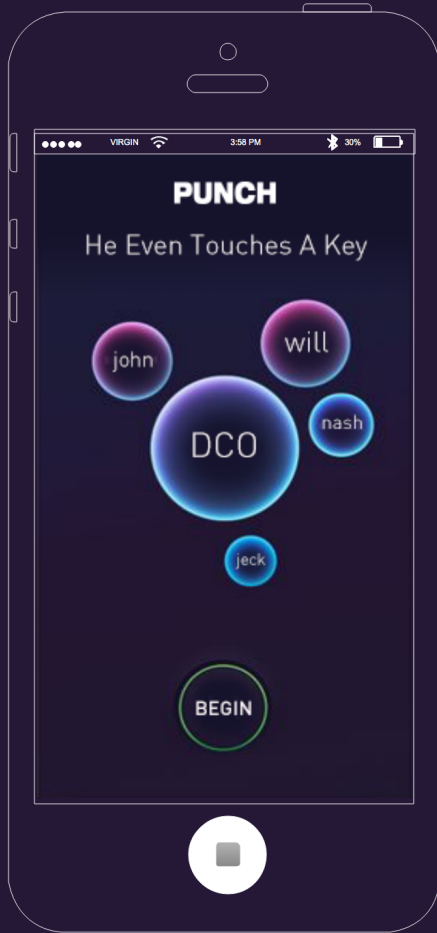 VIRGIN 3:58 PM 30%
PUNCH
He Even Touches A Key
will
john
nash
DCO
jeck
BEGIN